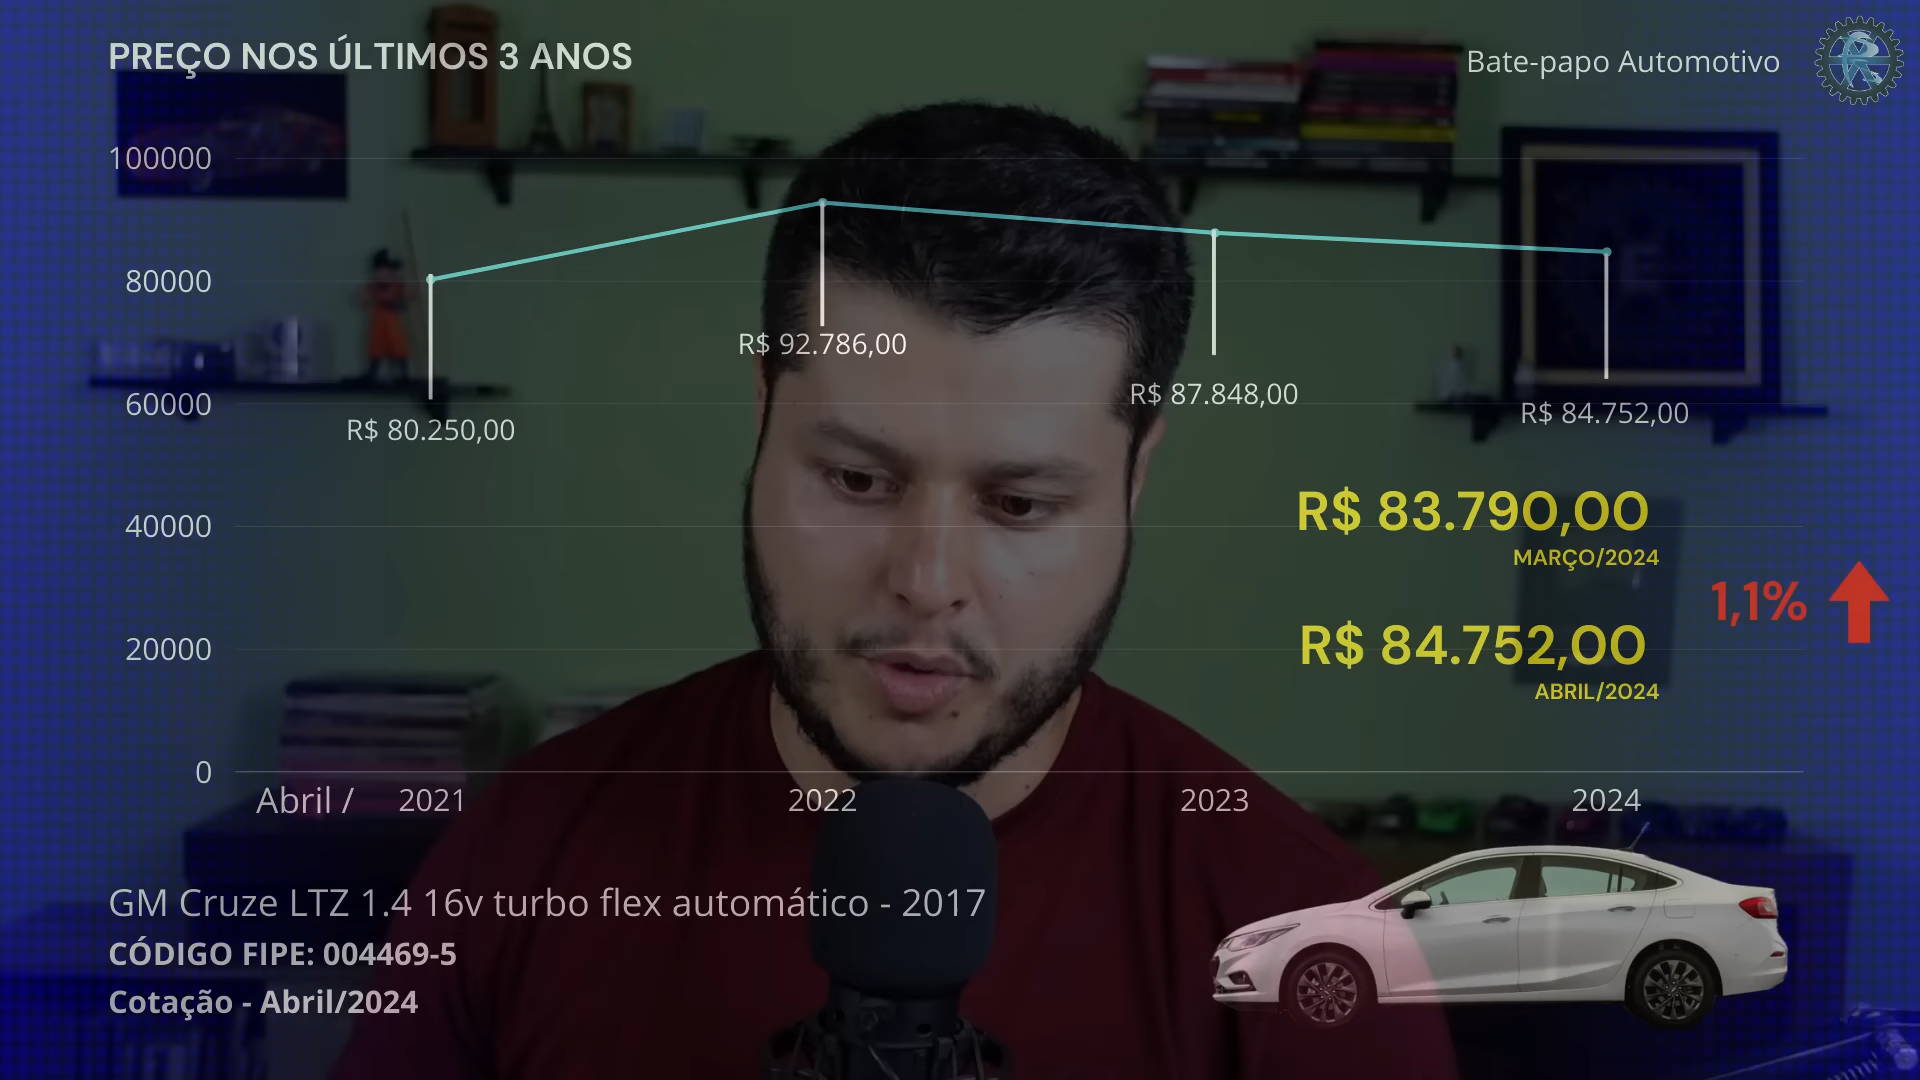 PREÇO NOS ÚLTIMOS 3 ANOS
Bate-papo Automotivo
100000
80000
60000
40000
20000
0
R$ 80.250,00
R$ 92.786,00
R$ 87.848,00
R$ 84.752,00
R$ 83.790,00
MARÇO/2024
1,1%
R$ 84.752,00
ABRIL/2024
Abril / 2021 2022 2023 2024
GM Cruze LTZ 1.4 16v turbo flex automático - 2017
CÓDIGO FIPE: 004469-5
Cotação - Abril/2024